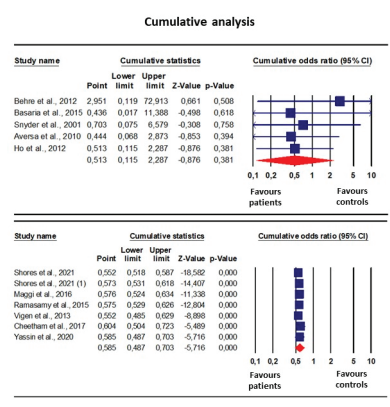 Cumulative analysis
Study name Cumulative statistics Cumulative odds ratio (95% CI)
Lower Upper
Point limit limit Z-Value p-Value
Behre et al., 2012 2,951 0,119 72,913 0,661 0,508
Basaria et al., 2015 0,436 0,017 11,388 -0,498 0,618
Snyder et al., 2001 0,703 0,075 6,579 -0,308 0,758
Aversa et al., 2010 0,444 0,068 2,873 -0,853 0,394
Ho et al., 2012 0,513 0,115 2,287 -0,876 0,381
0,513 0,115 2,287 -0,876 0,381
0,1 0,2 0,5 1 2 5 10
Favours Favours
patients controls
Study name Cumulative statistics Cumulative odds ratio (95% CI)
Lower Upper
Point limit limit Z-Value p-Value
Shores et al., 2021 0,552 0,518 0,587 -18,582 0,000
Shores et al., 2021 (1) 0,573 0,531 0,618 -14,407 0,000
Maggi et al., 2016 0,576 0,524 0,634 -11,338 0,000
Ramasamy et al., 2015 0,575 0,529 0,626 -12,804 0,000
Vigen et al., 2013 0,552 0,485 0,629 -8,898 0,000
Cheetham et al., 2017 0,604 0,504 0,723 -5,489 0,000
Yassin et al., 2020 0,585 0,487 0,703 -5,716 0,000
0,585 0,487 0,703 -5,716 0,000
0,1 0,2 0,5 1 2 5 10
Favours Favours
patients controls